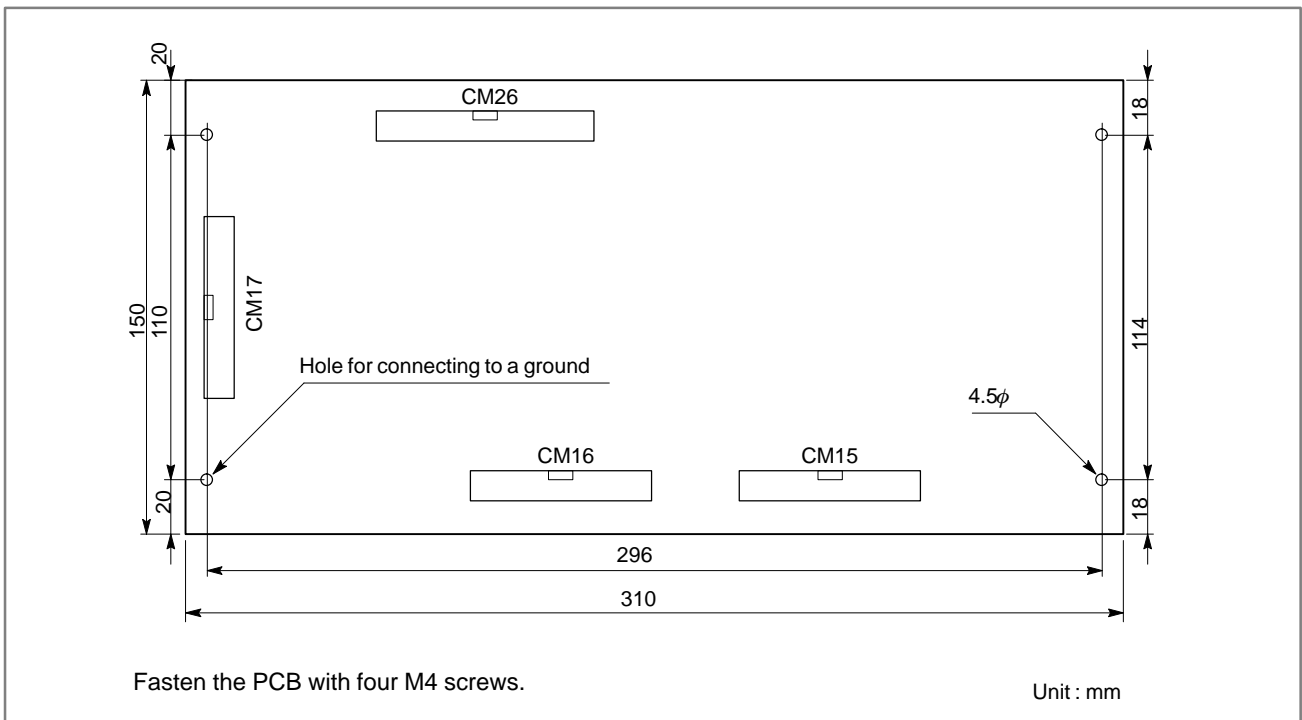 20
CM26
18
CM17
150
110
114
Hole for connecting to a ground
4.5ϕ
CM16
CM15
20
18
296
310
Fasten the PCB with four M4 screws.
Unit : mm